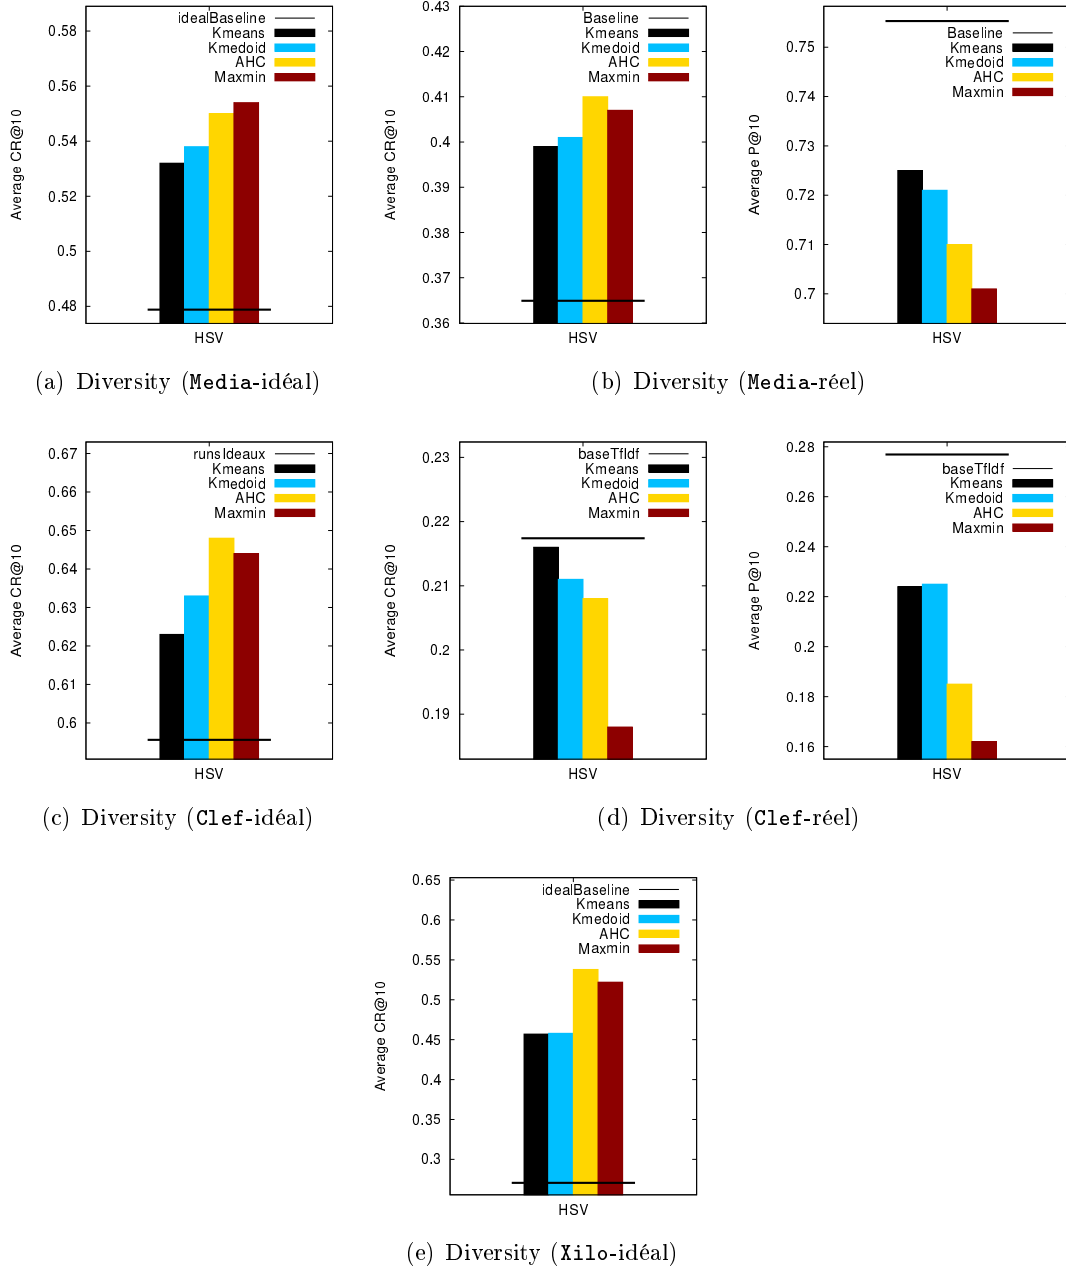 0.58
0.56
0.54
0.52
0.5
0.48
Average CR@10
idealBaseline
Kmeans
Kmedoid
AHC
Maxmin
HSV
0.43
0.42
0.41
0.4
0.39
0.38
0.37
0.36
Average CR@10
Baseline
Kmeans
Kmedoid
AHC
Maxmin
HSV
0.75
0.74
0.73
0.72
0.71
0.7
Average P@10
Baseline
Kmeans
Kmedoid
AHC
Maxmin
HSV
(a) Diversity (Media-idéal)
(b) Diversity (Media-réel)
0.67
0.66
0.65
0.64
0.63
0.62
0.61
0.6
Average CR@10
runsIdeaux
Kmeans
Kmedoid
AHC
Maxmin
HSV
0.23
0.22
0.21
0.2
0.19
Average CR@10
baseTfIdf
Kmeans
Kmedoid
AHC
Maxmin
HSV
0.28
0.26
0.24
0.22
0.2
0.18
0.16
Average P@10
baseTfIdf
Kmeans
Kmedoid
AHC
Maxmin
HSV
(c) Diversity (Clef-idéal)
(d) Diversity (Clef-réel)
0.65
0.6
0.55
0.5
0.45
0.4
0.35
0.3
Average CR@10
idealBaseline
Kmeans
Kmedoid
AHC
Maxmin
HSV
(e) Diversity (Xilo-idéal)